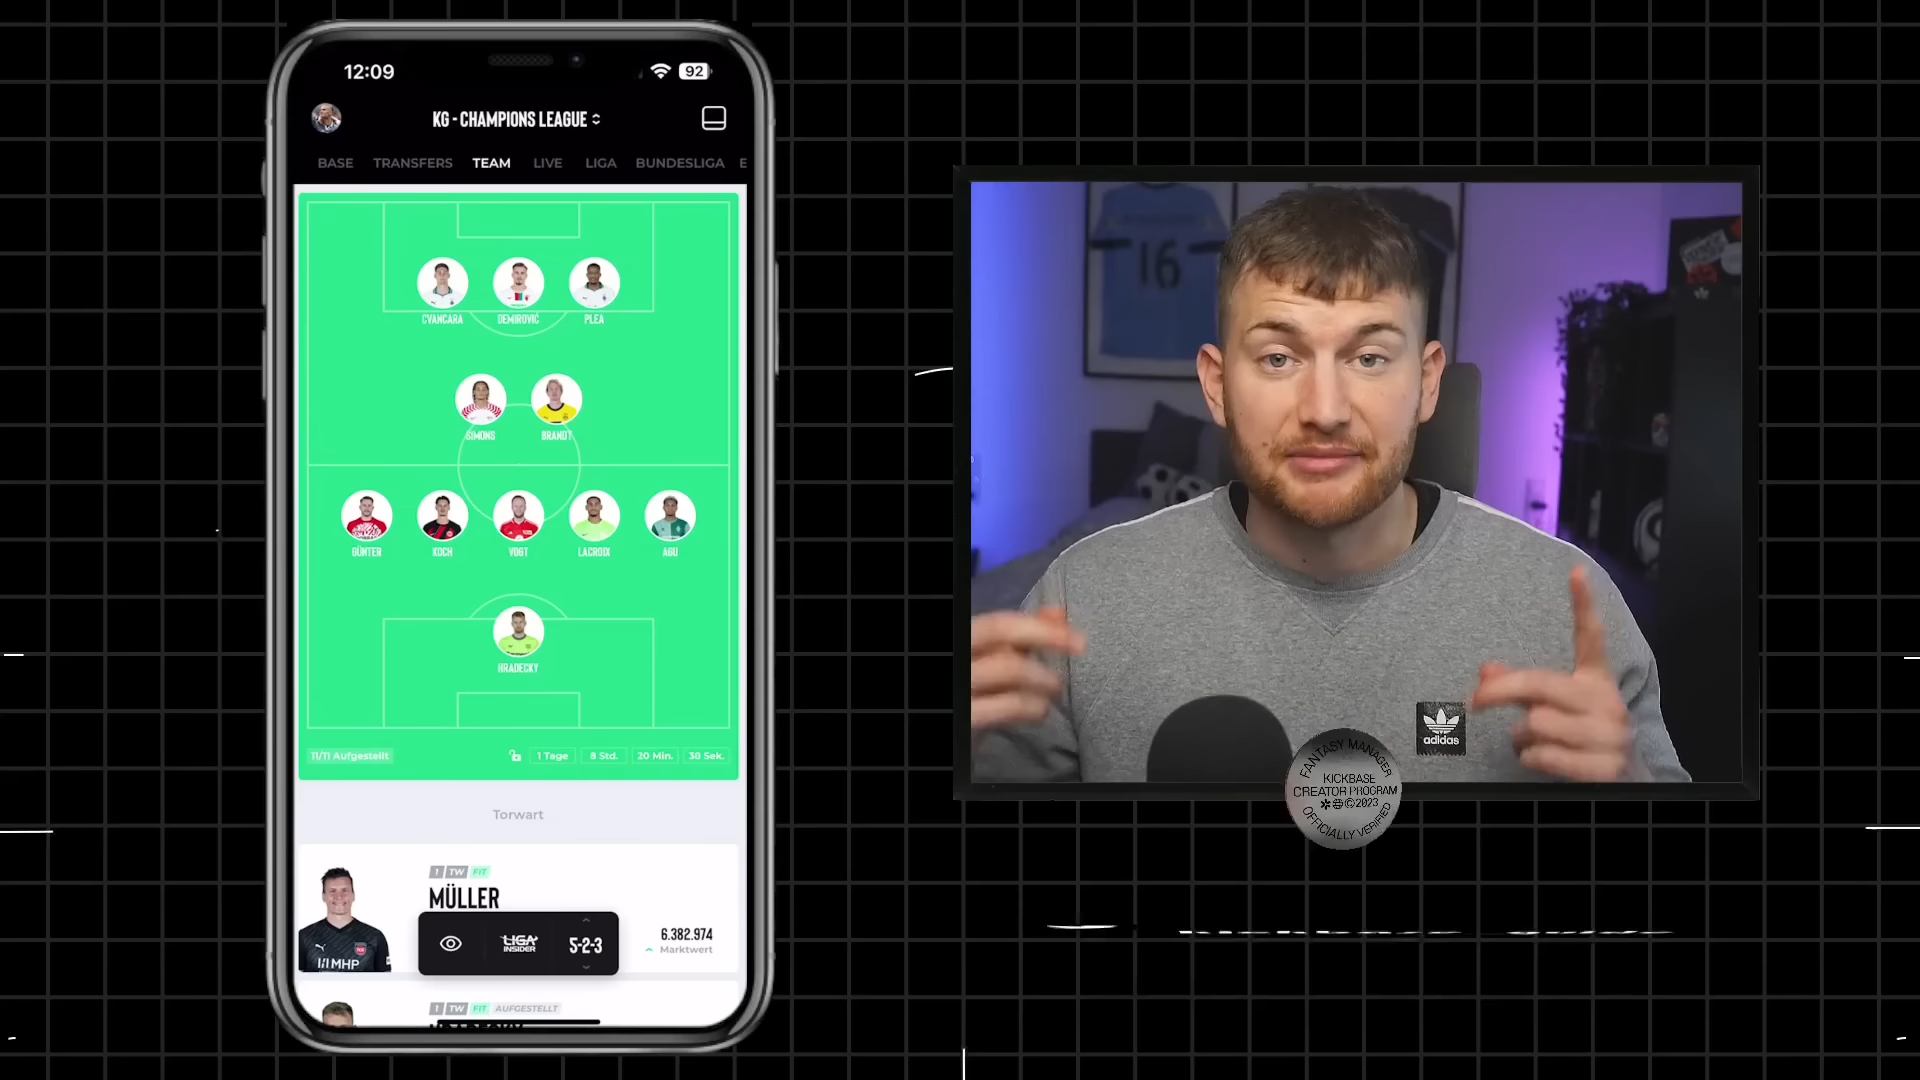 12:09
92
KG - CHAMPIONS LEAGUE
BASE TRANSFERS TEAM LIVE LIGA BUNDESLIGA E
CVANCARA DEMIROVIĆ PLEA
SIMONS BRANDT
GÜNTER KOCH VOGT LACROIX AGU
HRADECKY
11/11 Aufgestellt 1 Tage 8 Std. 20 Min. 30 Sek.
Torwart
1 TW FIT
MÜLLER
6.382.974
Marktwert
LIGA
INSIDER
5-2-3
MHP
1 TW FIT AUFGESTELLT
16
adidas
FANTASY MANAGER
KICKBASE
CREATOR PROGRAM
©2023
OFFICIALLY VERIFIED